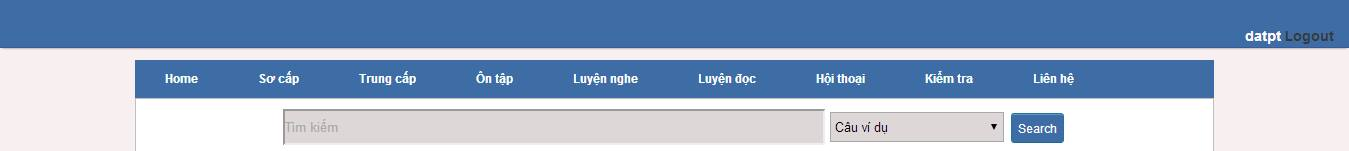 datpt Logout
Home Sơ cấp Trung cấp Ôn tập Luyện nghe Luyện đọc Hội thoại Kiểm tra Liên hệ
Tìm kiếm Câu ví dụ Search